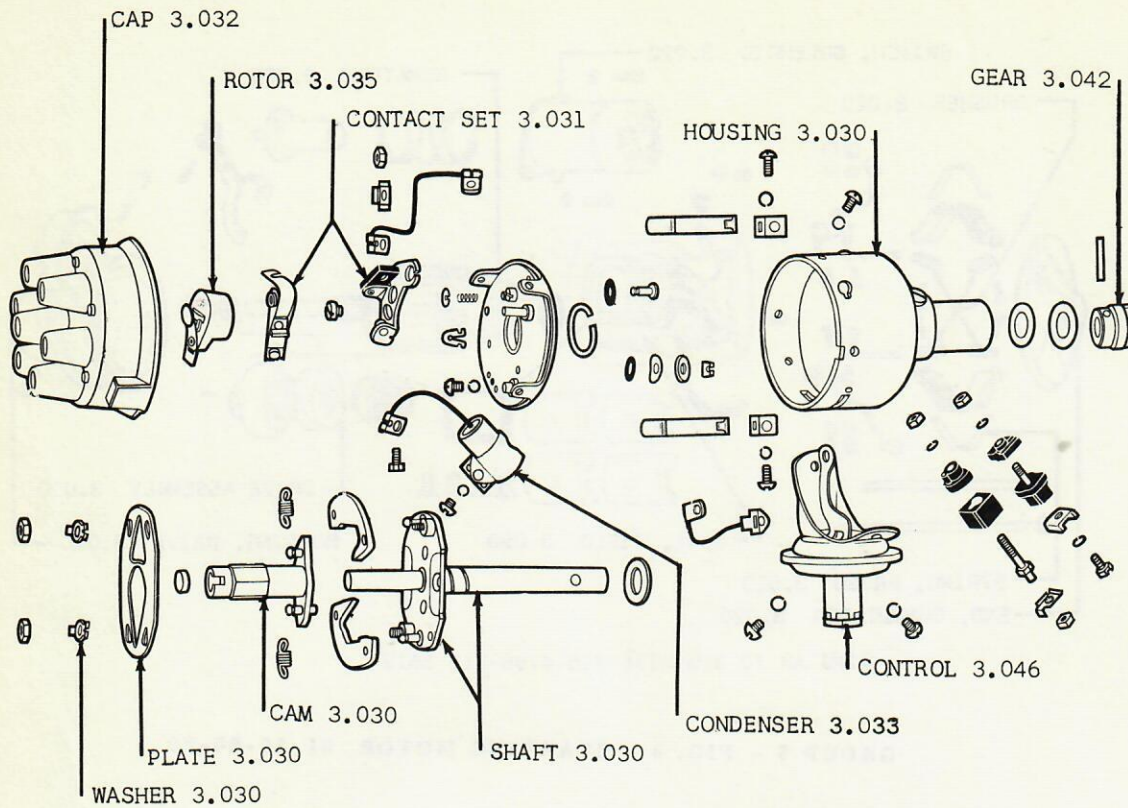 CAP 3.032
ROTOR 3.035
GEAR 3.042
CONTACT SET 3.031
HOUSING 3.030
CONTROL 3.046
CAM 3.030
CONDENSER 3.033
PLATE 3.030
SHAFT 3.030
WASHER 3.030